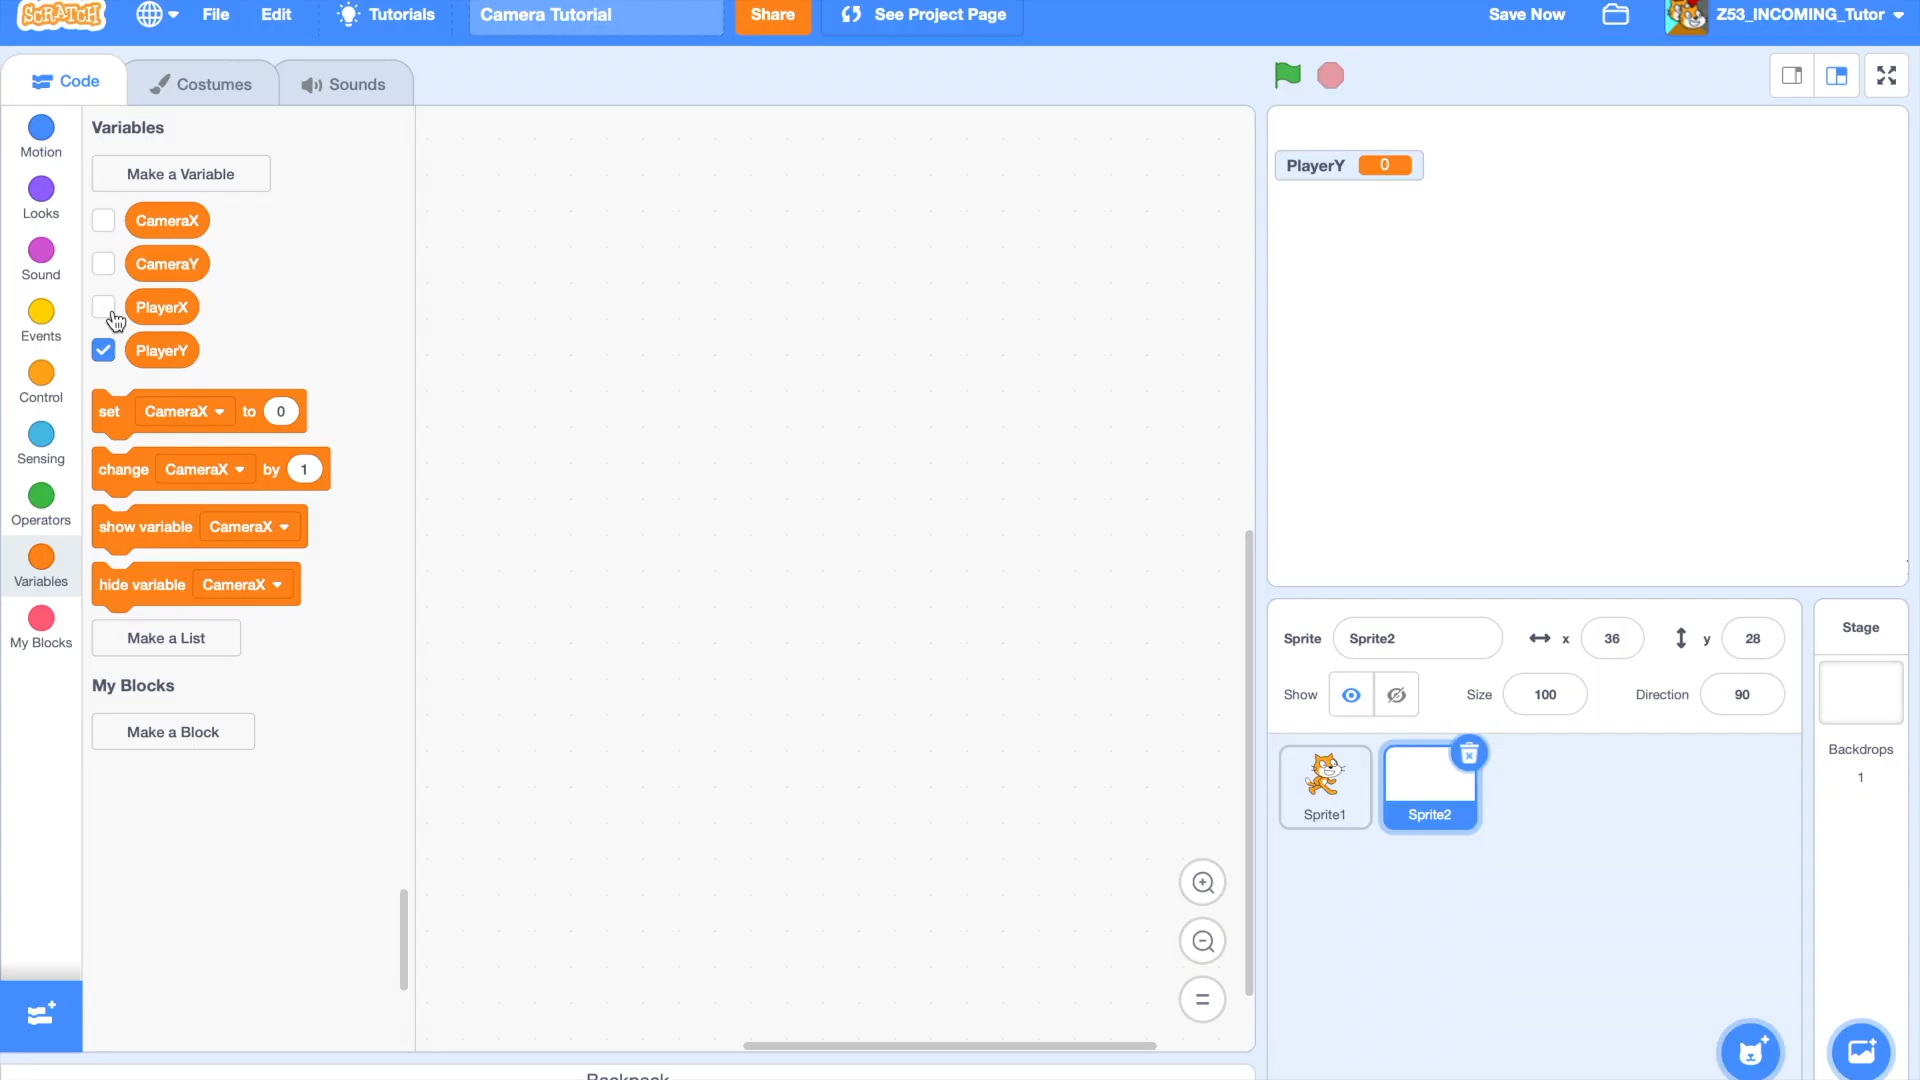 SCRATCH
File
Edit
Tutorials
Camera Tutorial
Share
See Project Page
Save Now
Z53_INCOMING_Tutor
Code
Costumes
Sounds
Motion
Looks
Sound
Events
Control
Sensing
Operators
Variables
My Blocks
Variables
Make a Variable
CameraX
CameraY
PlayerX
PlayerY
set CameraX to 0
change CameraX by 1
show variable CameraX
hide variable CameraX
Make a List
My Blocks
Make a Block
PlayerY 0
Sprite Sprite2 x 36 y 28
Show Size 100 Direction 90
Sprite1
Sprite2
Stage
Backdrops
1
Backpack